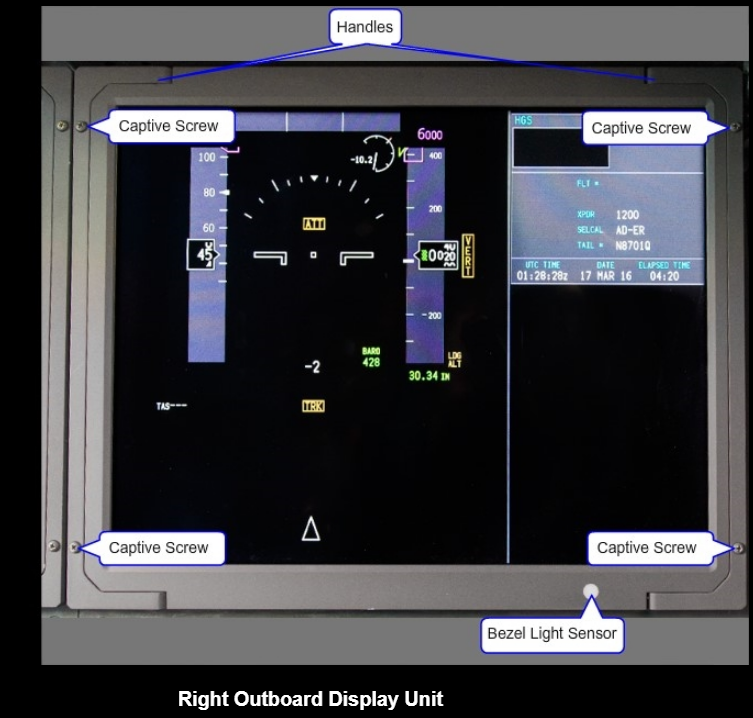 Handles
Captive Screw
Captive Screw
6000
HGS
100
-10.2
400
FLT #
80
200
XPDR 1200
ATT
SELCAL AD-ER
60
TAIL # N8701Q
45
VERT
UTC TIME DATE ELAPSED TIME
01:28:28z 17 MAR 16 04:20
-200
BARO
428
LDG
ALT
-2
30.34 IN
TAS---
TRK
Captive Screw
Captive Screw
Bezel Light Sensor
Right Outboard Display Unit